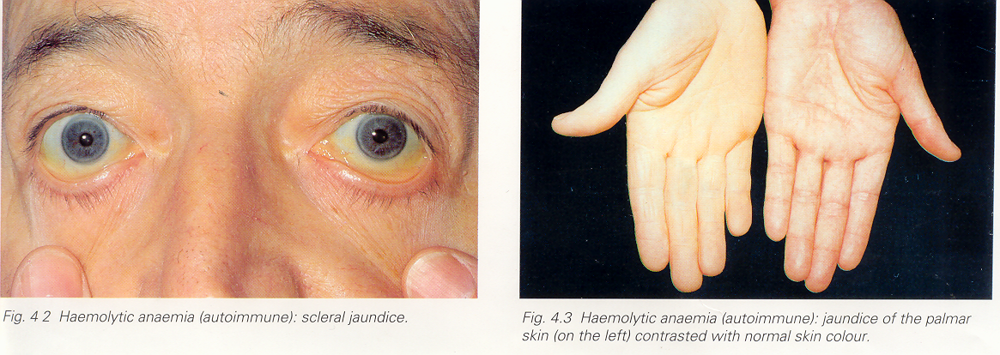 Fig. 4 2 Haemolytic anaemia (autoimmune): scleral jaundice.
Fig. 4.3 Haemolytic anaemia (autoimmune): jaundice of the palmar
skin (on the left) contrasted with normal skin colour.